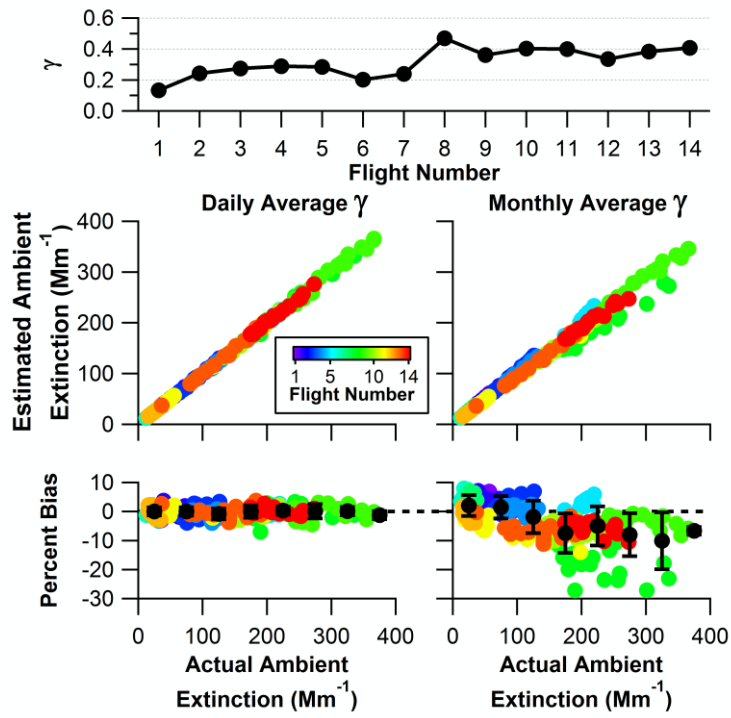 0.6
0.4
0.2
0.0
γ
1 2 3 4 5 6 7 8 9 10 11 12 13 14
Flight Number
Daily Average γ
Monthly Average γ
400
300
200
100
0
Estimated Ambient
Extinction (Mm⁻¹)
1 5 10 14
Flight Number
10
0
-10
-20
-30
Percent Bias
0 100 200 300 400
0 100 200 300 400
Actual Ambient
Extinction (Mm⁻¹)
Actual Ambient
Extinction (Mm⁻¹)